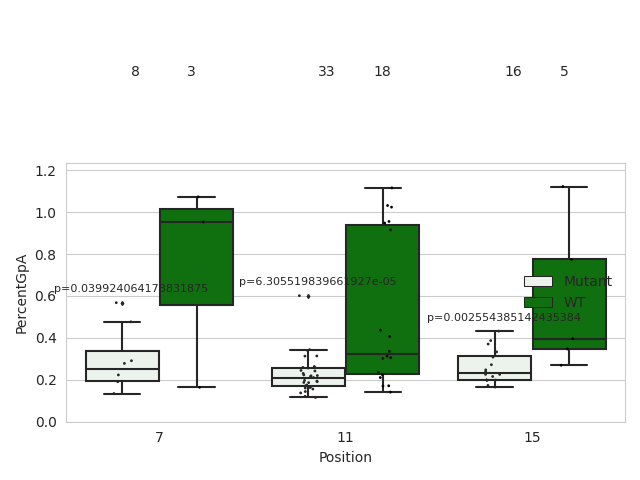 8 3 33 18 16 5
1.2
1.0
0.8
0.6
0.4
0.2
0.0
PercentGpA
p=0.039924064178831875
p=6.305519839661927e-05
p=0.002554385142435384
Mutant
WT
7 11 15
Position